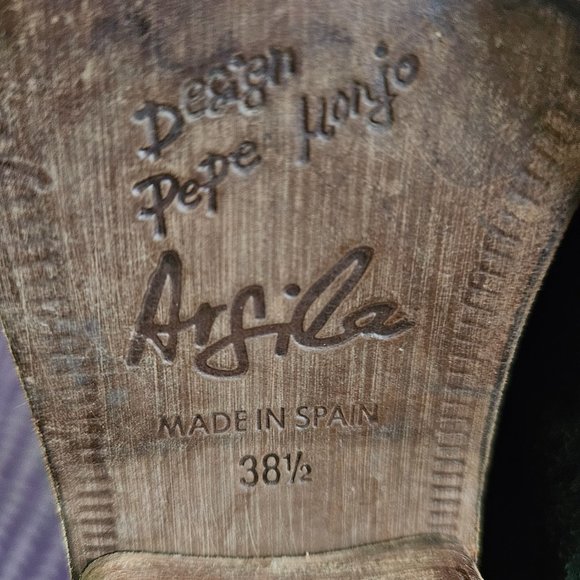 Design
Pepe Monjo
Argila
MADE IN SPAIN
38½